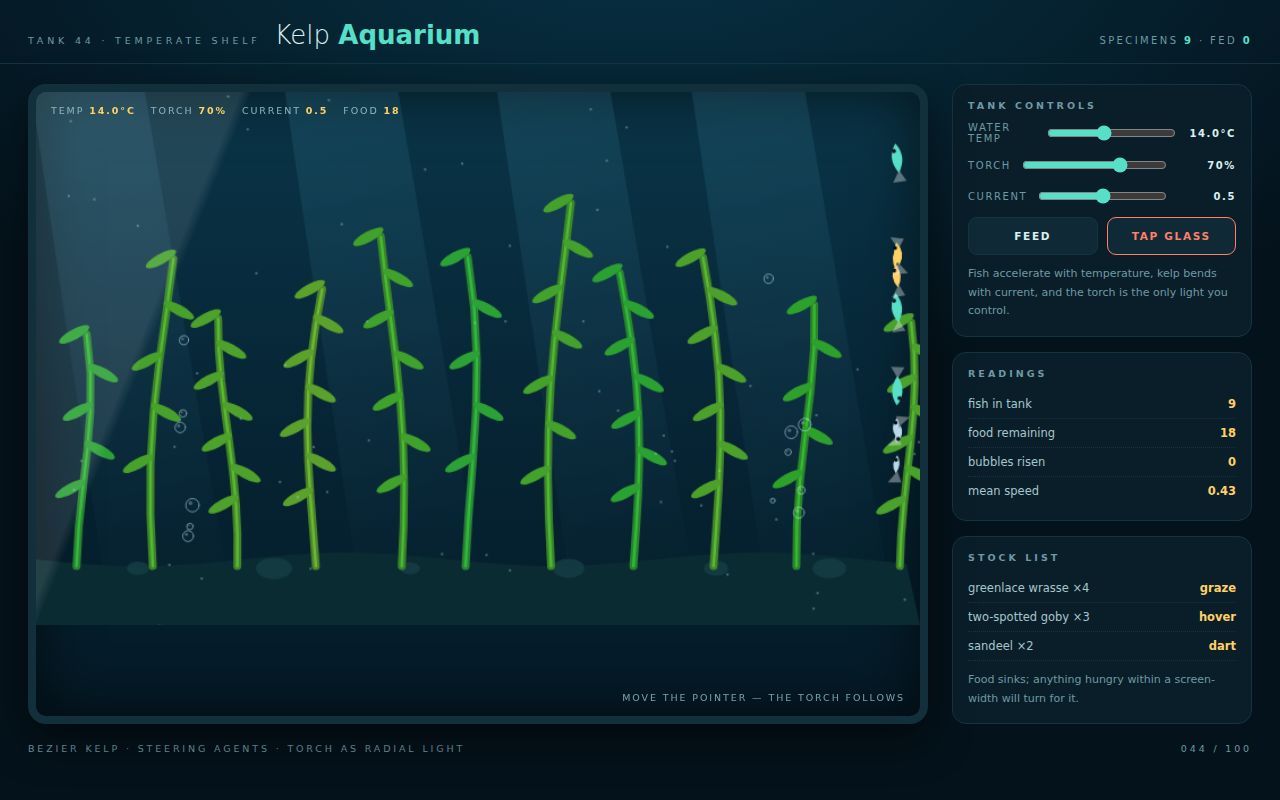 TANK 44 · TEMPERATE SHELF
Kelp Aquarium
SPECIMENS 9 · FED 0
TEMP 14.0°C TORCH 70% CURRENT 0.5 FOOD 18
MOVE THE POINTER — THE TORCH FOLLOWS
TANK CONTROLS
WATER TEMP 14.0°C
TORCH 70%
CURRENT 0.5
FEED TAP GLASS
Fish accelerate with temperature, kelp bends
with current, and the torch is the only light you
control.
READINGS
fish in tank 9
food remaining 18
bubbles risen 0
mean speed 0.43
STOCK LIST
greenlace wrasse ×4 graze
two-spotted goby ×3 hover
sandeel ×2 dart
Food sinks; anything hungry within a screen-
width will turn for it.
BEZIER KELP · STEERING AGENTS · TORCH AS RADIAL LIGHT
044 / 100